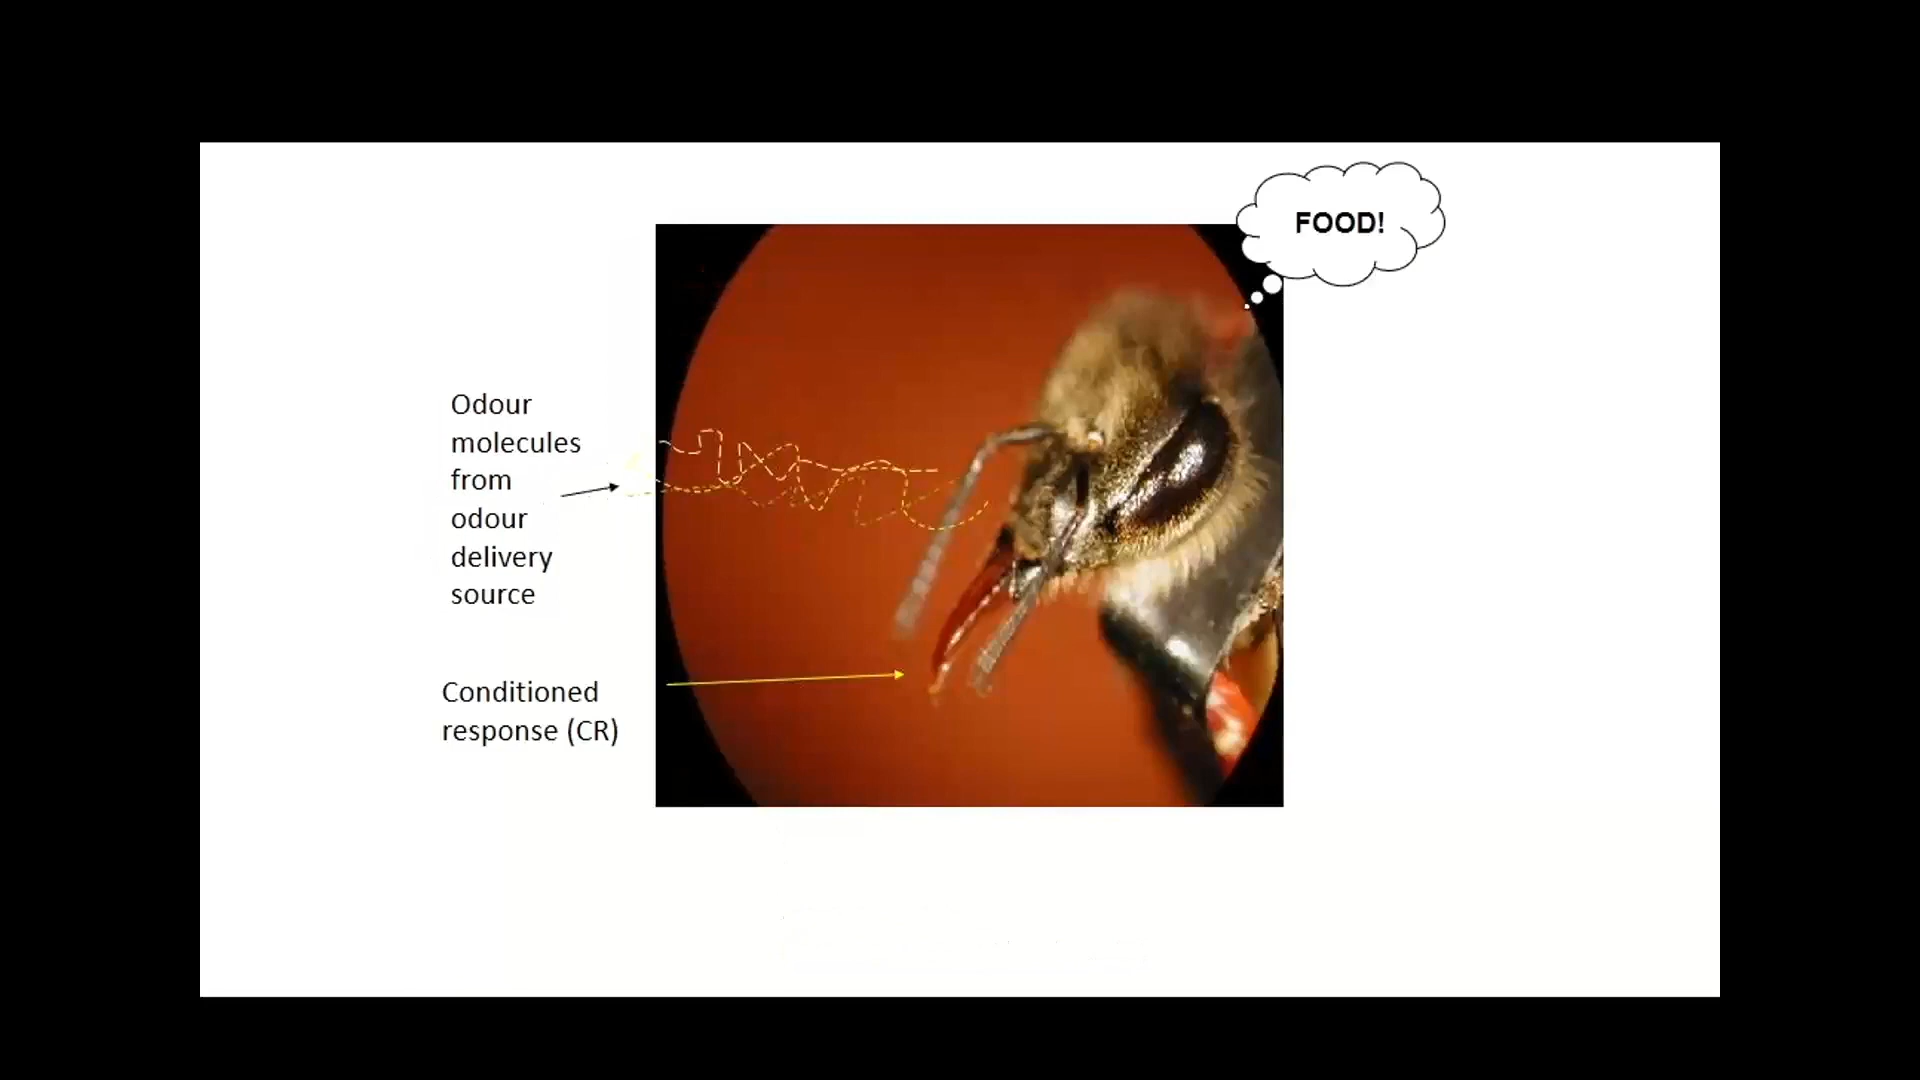 FOOD!
Odour
molecules
from
odour
delivery
source
Conditioned
response (CR)